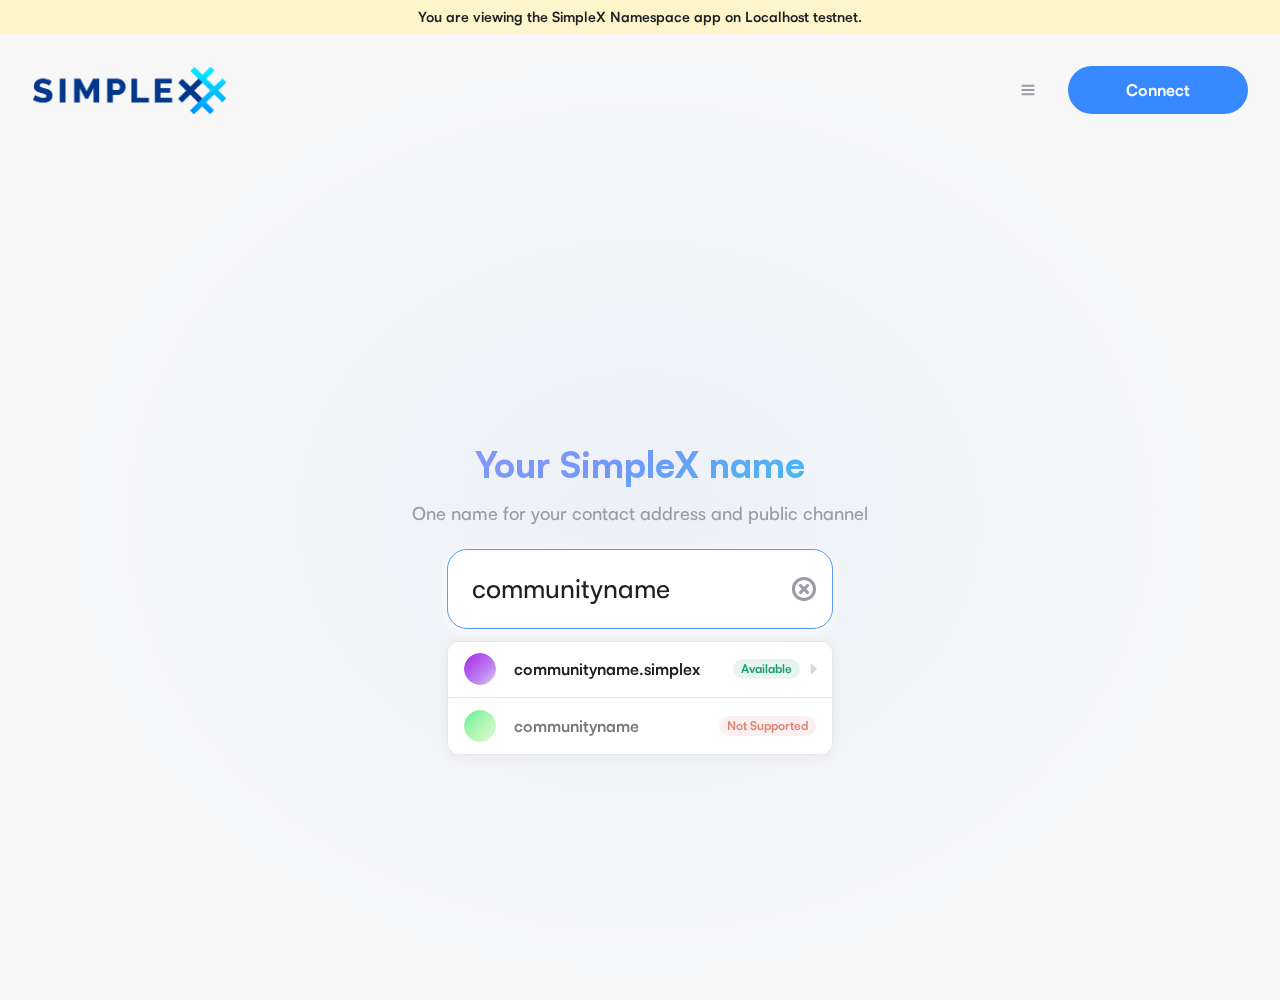 You are viewing the SimpleX Namespace app on Localhost testnet.
SIMPLEX
Connect
Your SimpleX name
One name for your contact address and public channel
communityname
communityname.simplex Available
communityname Not Supported